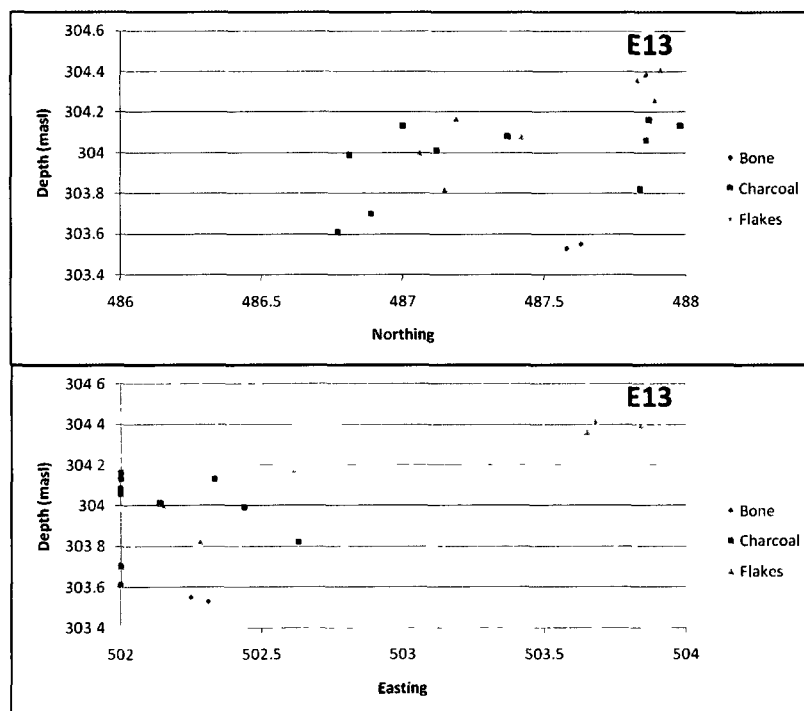 E13
304.6
304.4
304.2
304
303.8
303.6
303.4
Depth (masl)
486
486.5
487
487.5
488
Northing
Bone
Charcoal
Flakes
E13
304 6
304.4
304.2
304
303.8
303.6
303 4
Depth (masl)
502
502.5
503
503.5
504
Easting
Bone
Charcoal
Flakes